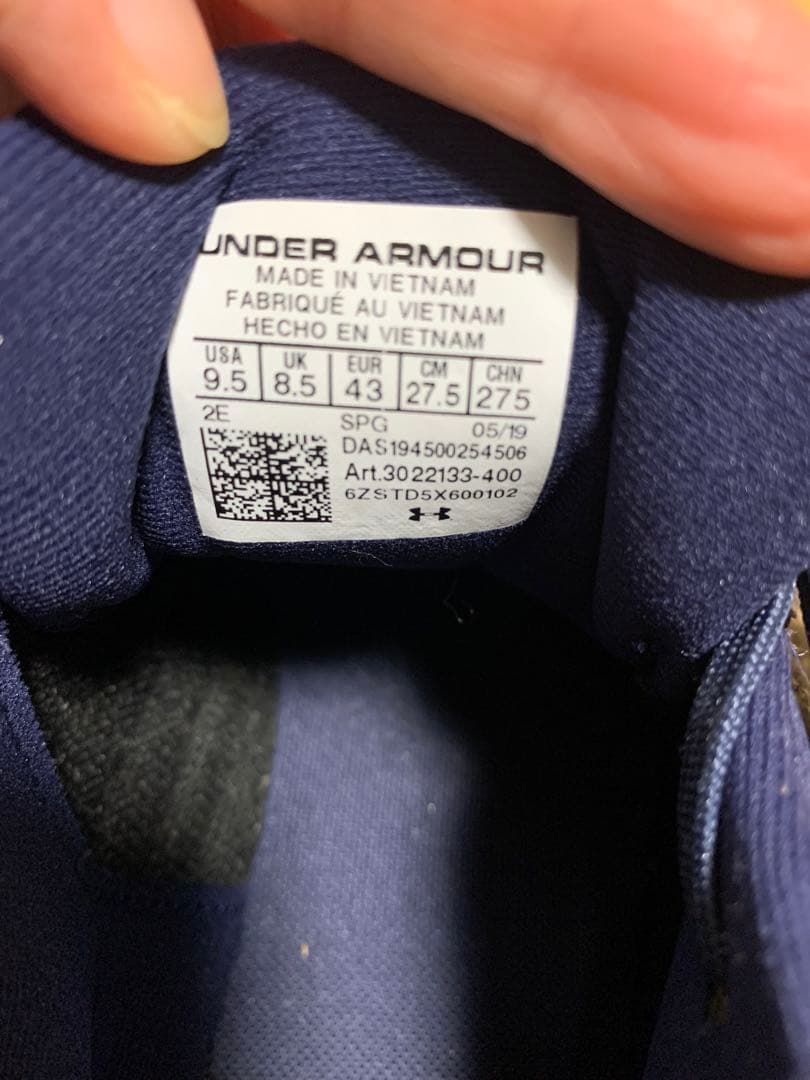 UNDER ARMOUR
MADE IN VIETNAM
FABRIQUÉ AU VIETNAM
HECHO EN VIETNAM
USA UK EUR CM CHN
9.5 8.5 43 27.5 275
2E SPG 05/19
DAS194500254506
Art.3022133-400
6ZSTD5X600102